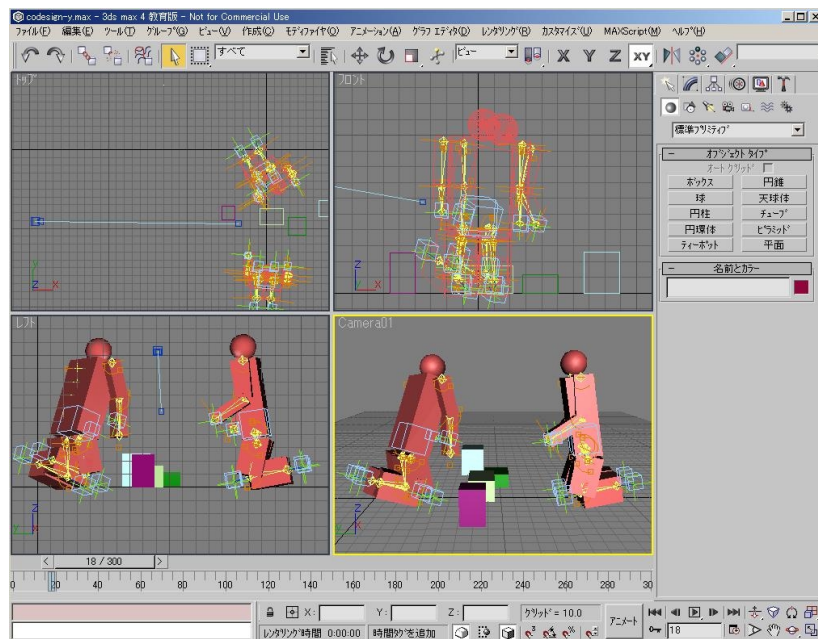 codesign-y.max - 3ds max 4 教育版 - Not for Commercial Use
ファイル(F) 編集(E) ツール(T) グループ(G) ビュー(V) 作成(C) モディファイヤ(O) アニメーション(A) グラフ エディタ(D) レンダリング(R) カスタマイズ(U) MAXScript(M) ヘルプ(H)
すべて
ビュー
X Y Z XY
トップ
フロント
標準プリミティブ
オブジェクト タイプ
オート グリッド
ボックス 円錐
球 天球体
円柱 チューブ
円環体 ピラミッド
ティーポット 平面
名前とカラー
レフト
Camera01
18 / 300
0 20 40 60 80 100 120 140 160 180 200 220 240 260 280 30
X: Y: Z: グリッド = 10.0
アニメート
レンダリング時間 0:00:00 時間タグを追加
18